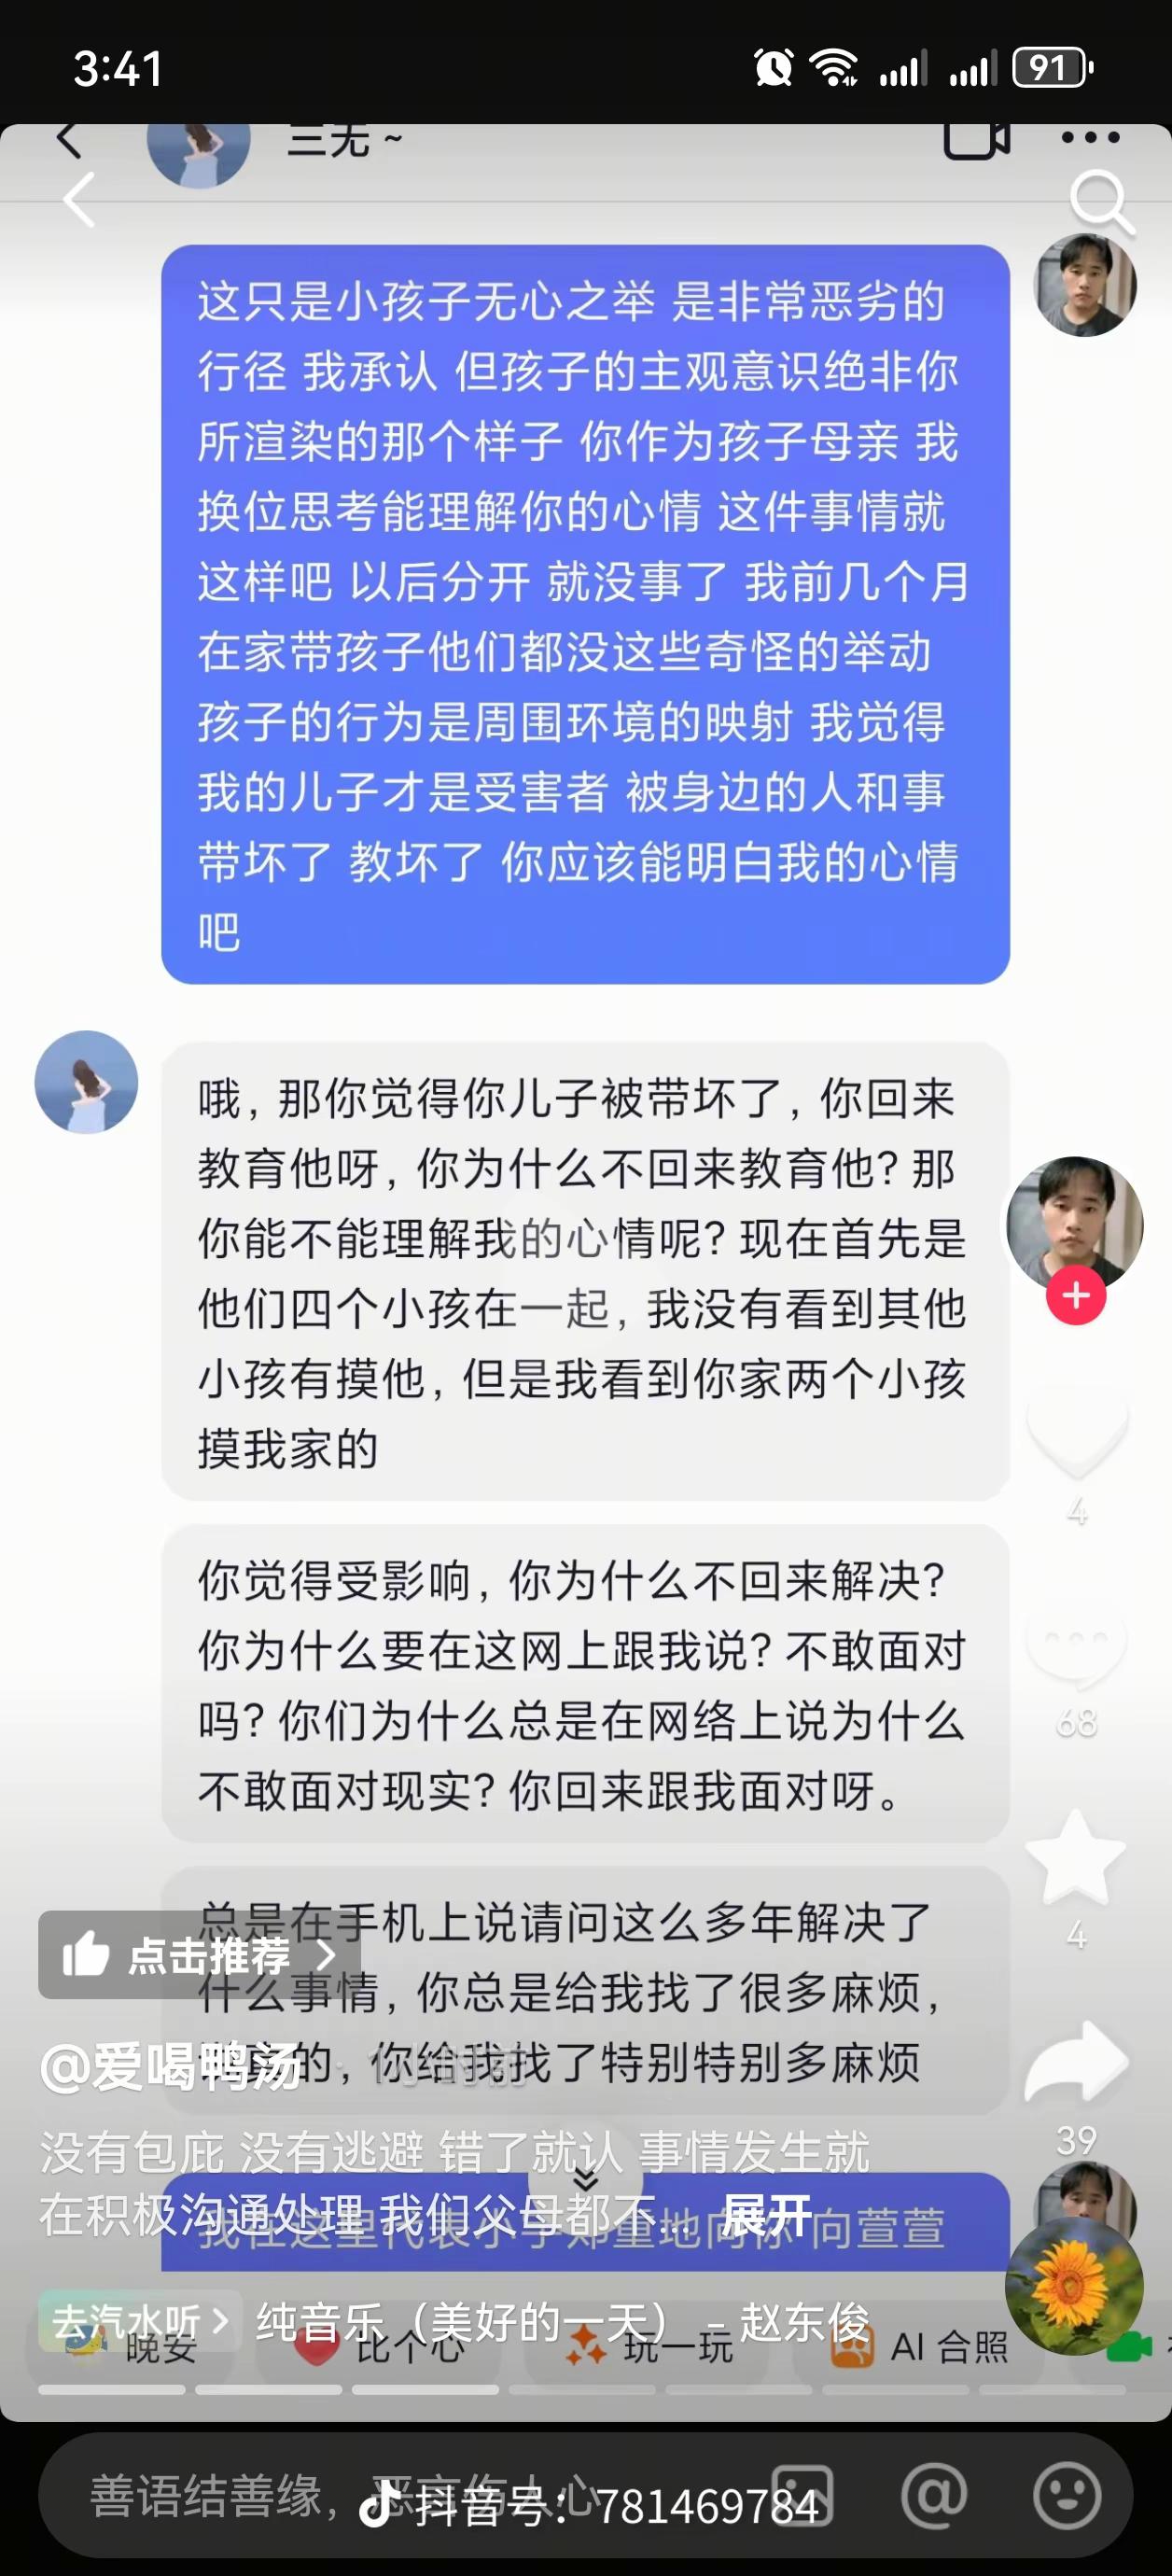 3:41
91
三无 ~
这只是小孩子无心之举 是非常恶劣的
行径 我承认 但孩子的主观意识绝非你
所渲染的那个样子 你作为孩子母亲 我
换位思考能理解你的心情 这件事情就
这样吧 以后分开 就没事了 我前几个月
在家带孩子他们都没这些奇怪的举动
孩子的行为是周围环境的映射 我觉得
我的儿子才是受害者 被身边的人和事
带坏了 教坏了 你应该能明白我的心情
吧
哦，那你觉得你儿子被带坏了，你回来
教育他呀，你为什么不回来教育他？那
你能不能理解我的心情呢？现在首先是
他们四个小孩在一起，我没有看到其他
小孩有摸他，但是我看到你家两个小孩
摸我家的
4
你觉得受影响，你为什么不回来解决？
你为什么要在这网上跟我说？不敢面对
吗？你们为什么总是在网络上说为什么
不敢面对现实？你回来跟我面对呀。
68
总是在手机上说请问这么多年解决了
什么事情，你总是给我找了很多麻烦，
的，你给我找了特别特别多麻烦
4
点击推荐
@爱喝鸭汤
39
没有包庇 没有逃避 错了就认 事情发生就
在积极沟通处理 我们父母都不... 展开
我在这里代表小宇郑重地向你 向萱萱
去汽水听 纯音乐（美好的一天） - 赵东俊
晚安 比个心 玩一玩 AI 合照
善语结善缘，恶言伤人心
抖音号：781469784